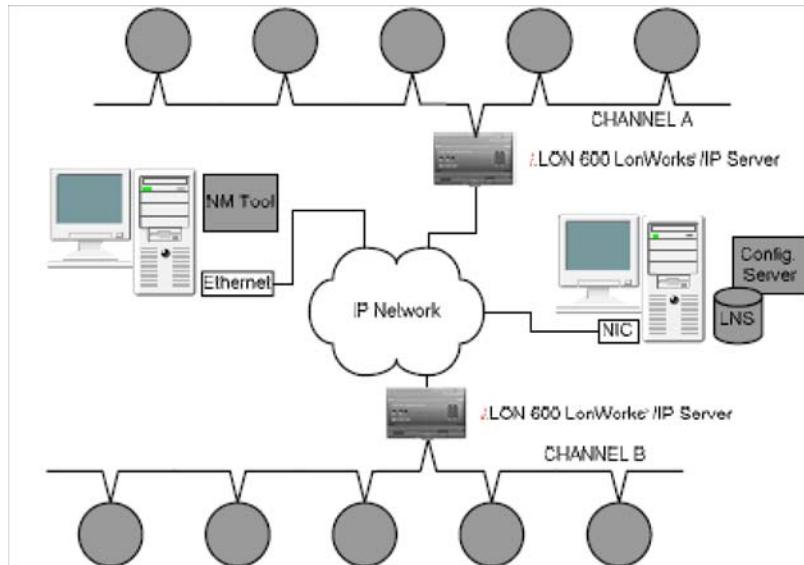 CHANNEL A
i.LON 600 LonWorks®/IP Server
NM Tool
Ethernet
IP Network
Config.
Server
LNS
NIC
i.LON 600 LonWorks®/IP Server
CHANNEL B